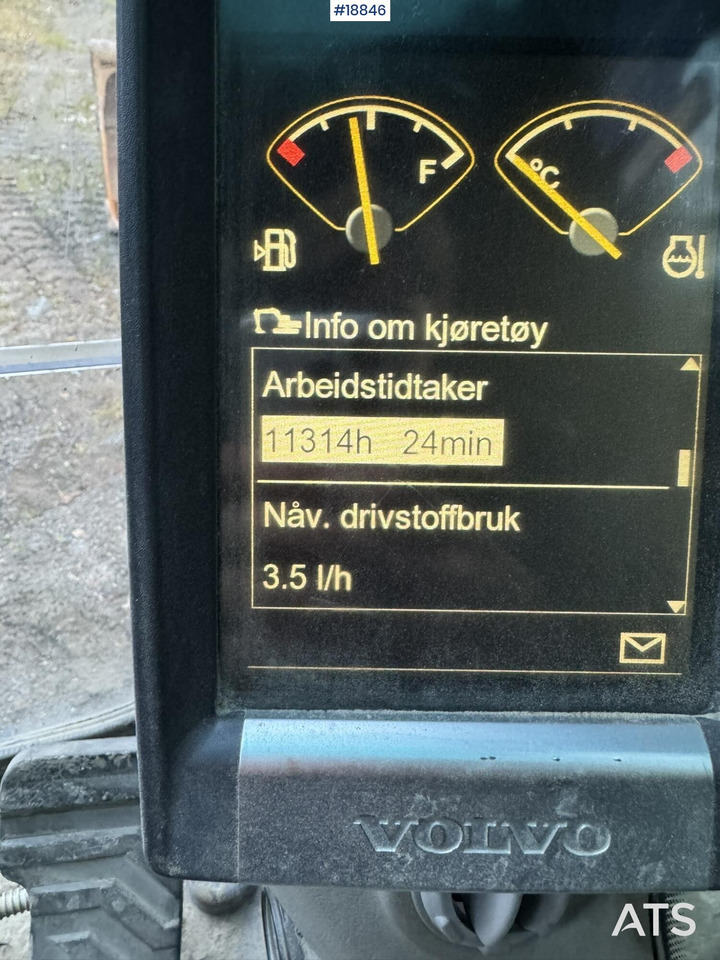 #18846
F
°C
Info om kjøretøy
Arbeidstidtaker
11314h 24min
Nåv. drivstoffbruk
3.5 l/h
VOLVO
ATS